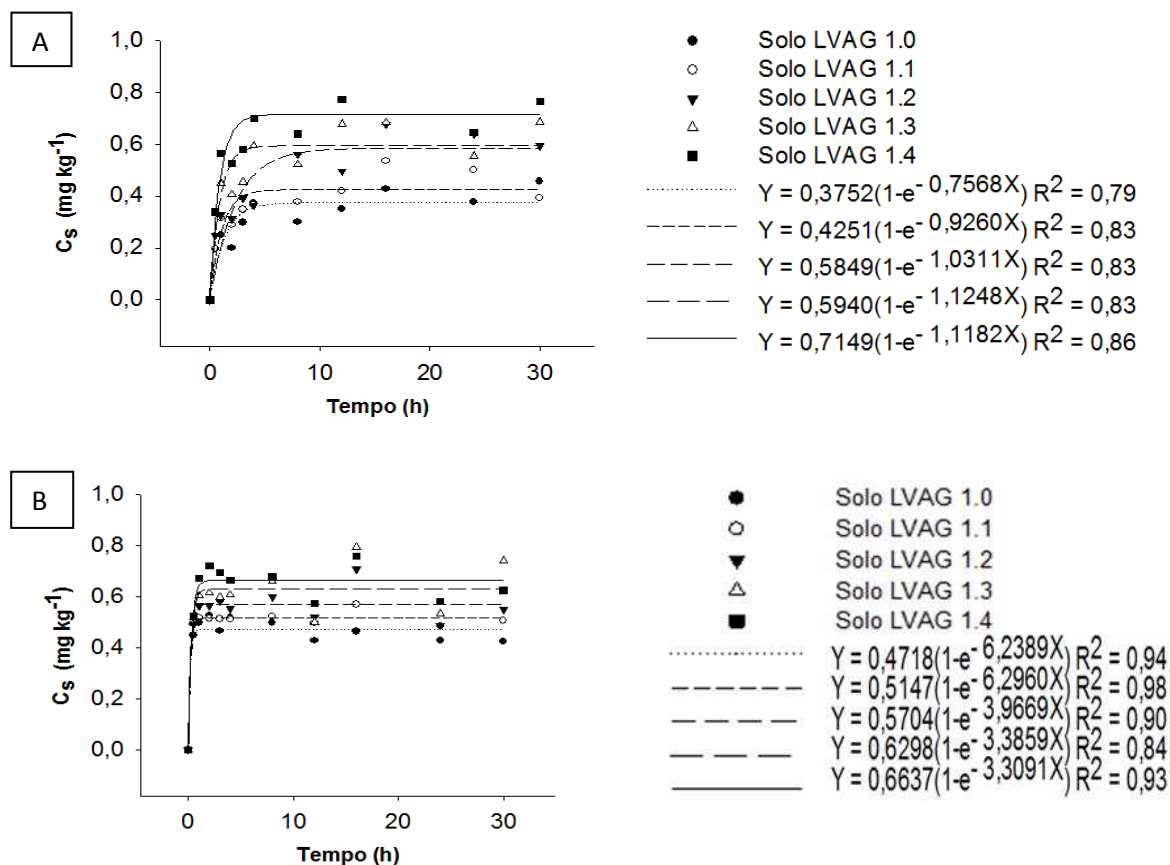 A
1,0
0,8
0,6
0,4
0,2
0,0
Cs (mg kg-1)
0 10 20 30
Tempo (h)
Solo LVAG 1.0
Solo LVAG 1.1
Solo LVAG 1.2
Solo LVAG 1.3
Solo LVAG 1.4
Y = 0,3752(1-e- 0,7568X) R2 = 0,79
Y = 0,4251(1-e- 0,9260X) R2 = 0,83
Y = 0,5849(1-e- 1,0311X) R2 = 0,83
Y = 0,5940(1-e- 1,1248X) R2 = 0,83
Y = 0,7149(1-e- 1,1182X) R2 = 0,86
B
1,0
0,8
0,6
0,4
0,2
0,0
Cs (mg kg-1)
0 10 20 30
Tempo (h)
Solo LVAG 1.0
Solo LVAG 1.1
Solo LVAG 1.2
Solo LVAG 1.3
Solo LVAG 1.4
Y = 0,4718(1-e- 6,2389X) R2 = 0,94
Y = 0,5147(1-e- 6,2960X) R2 = 0,98
Y = 0,5704(1-e- 3,9669X) R2 = 0,90
Y = 0,6298(1-e- 3,3859X) R2 = 0,84
Y = 0,6637(1-e- 3,3091X) R2 = 0,93